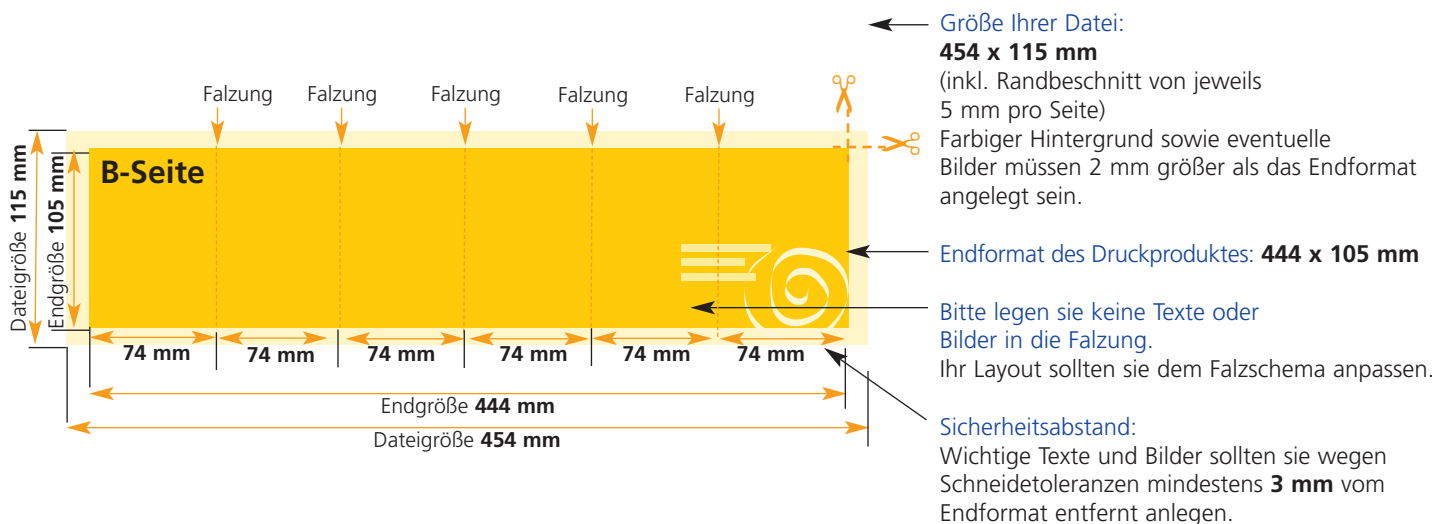 Größe Ihrer Datei:
454 x 115 mm
(inkl. Randbeschnitt von jeweils
5 mm pro Seite)
Farbiger Hintergrund sowie eventuelle
Bilder müssen 2 mm größer als das Endformat
angelegt sein.
Falzung Falzung Falzung Falzung Falzung
B-Seite
Dateigröße 115 mm
Endgröße 105 mm
Endformat des Druckproduktes: 444 x 105 mm
Bitte legen sie keine Texte oder
Bilder in die Falzung.
Ihr Layout sollten sie dem Falzschema anpassen.
74 mm 74 mm 74 mm 74 mm 74 mm 74 mm
Endgröße 444 mm
Dateigröße 454 mm
Sicherheitsabstand:
Wichtige Texte und Bilder sollten sie wegen
Schneidetoleranzen mindestens 3 mm vom
Endformat entfernt anlegen.